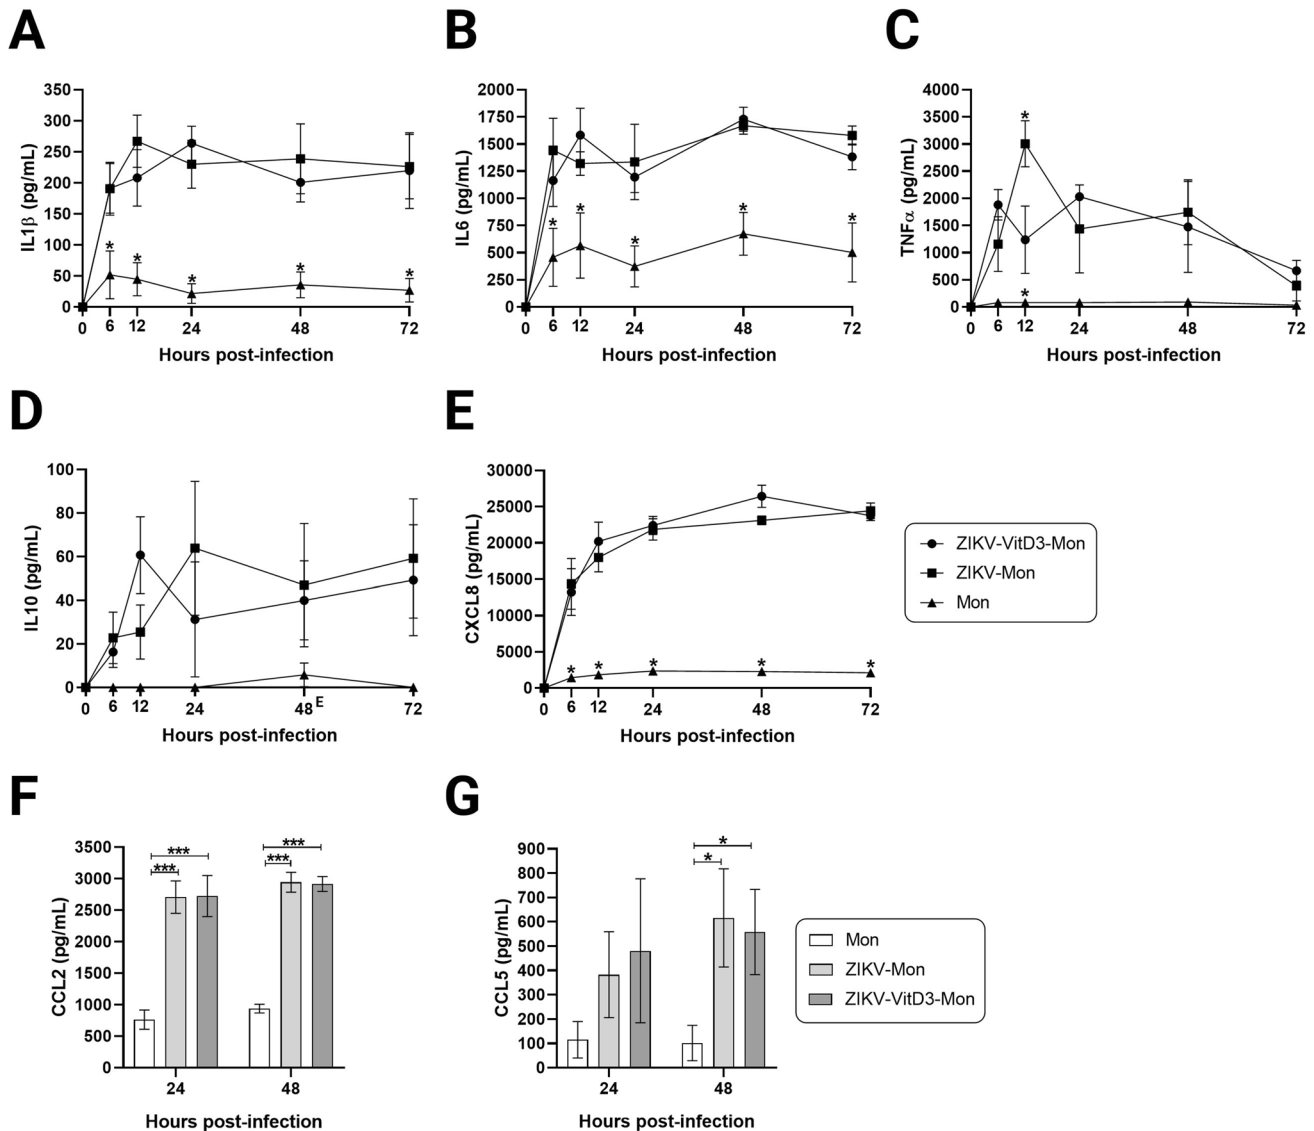 A
B
C
IL1β (pg/mL)
350
300
250
200
150
100
50
0
* * * * *
0 6 12 24 48 72
Hours post-infection
IL6 (pg/mL)
2000
1750
1500
1250
1000
750
500
250
0
* * * * *
0 6 12 24 48 72
Hours post-infection
TNFα (pg/mL)
4000
3500
3000
2500
2000
1500
1000
500
0
*
*
0 6 12 24 48 72
Hours post-infection
D
E
IL10 (pg/mL)
100
80
60
40
20
0
0 6 12 24 48 E 72
Hours post-infection
CXCL8 (pg/mL)
30000
25000
20000
15000
10000
5000
0
* * * * *
0 6 12 24 48 72
Hours post-infection
ZIKV-VitD3-Mon
ZIKV-Mon
Mon
F
G
CCL2 (pg/mL)
3500
3000
2500
2000
1500
1000
500
0
***
***
***
***
24 48
Hours post-infection
CCL5 (pg/mL)
900
800
700
600
500
400
300
200
100
0
*
*
24 48
Hours post-infection
Mon
ZIKV-Mon
ZIKV-VitD3-Mon